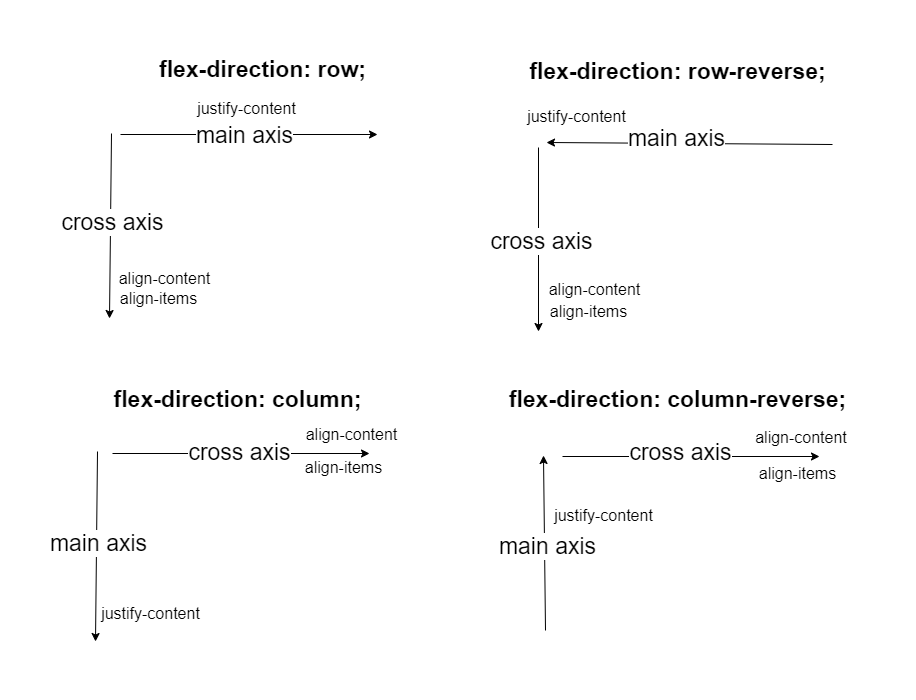 flex-direction: row;
justify-content
main axis
cross axis
align-content
align-items
flex-direction: row-reverse;
justify-content
main axis
cross axis
align-content
align-items
flex-direction: column;
align-content
cross axis
align-items
main axis
justify-content
flex-direction: column-reverse;
align-content
cross axis
align-items
justify-content
main axis